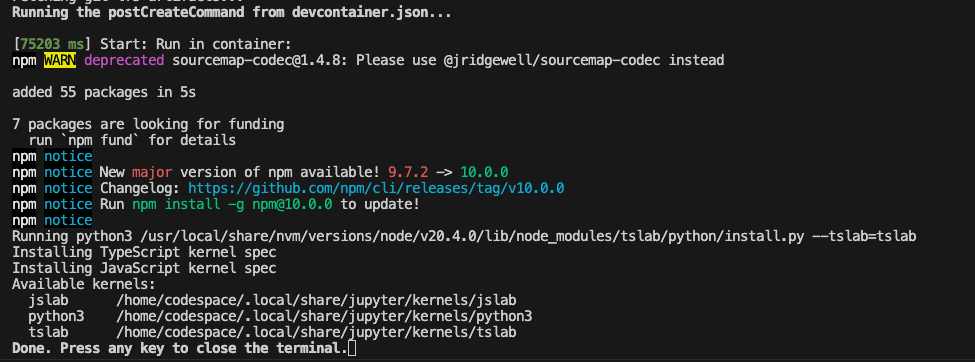 Running the postCreateCommand from devcontainer.json...
[75203 ms] Start: Run in container:
npm WARN deprecated sourcemap-codec@1.4.8: Please use @jridgewell/sourcemap-codec instead
added 55 packages in 5s
7 packages are looking for funding
  run `npm fund` for details
npm notice
npm notice New major version of npm available! 9.7.2 -> 10.0.0
npm notice Changelog: https://github.com/npm/cli/releases/tag/v10.0.0
npm notice Run npm install -g npm@10.0.0 to update!
npm notice
Running python3 /usr/local/share/nvm/versions/node/v20.4.0/lib/node_modules/tslab/python/install.py --tslab=tslab
Installing TypeScript kernel spec
Installing JavaScript kernel spec
Available kernels:
  jslab      /home/codespace/.local/share/jupyter/kernels/jslab
  python3    /home/codespace/.local/share/jupyter/kernels/python3
  tslab      /home/codespace/.local/share/jupyter/kernels/tslab
Done. Press any key to close the terminal.